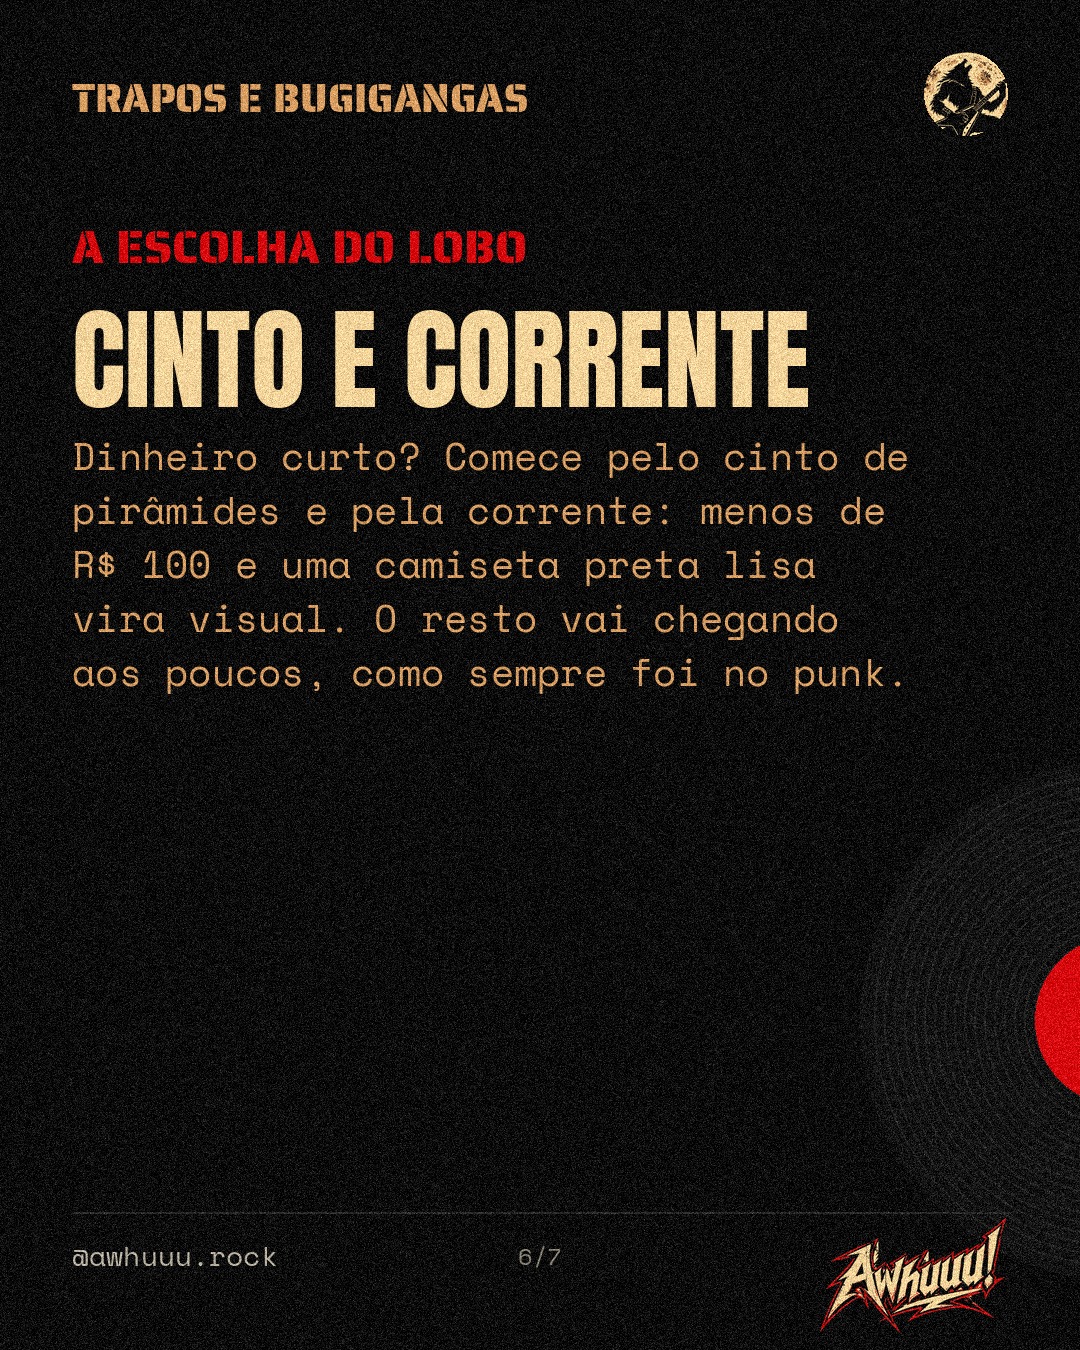 TRAPOS E BUGIGANGAS
A ESCOLHA DO LOBO
CINTO E CORRENTE
Dinheiro curto? Comece pelo cinto de
pirâmides e pela corrente: menos de
R$ 100 e uma camiseta preta lisa
vira visual. O resto vai chegando
aos poucos, como sempre foi no punk.
@awhuuu.rock
6/7
Awhuuu!